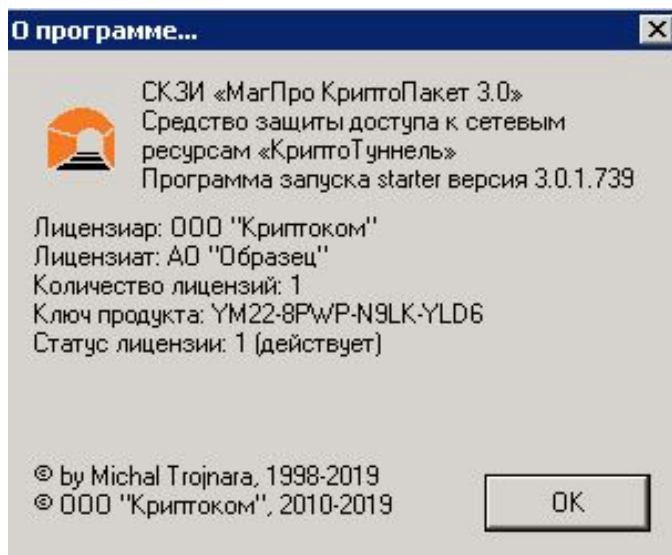 О программе...
СКЗИ «МагПро КриптоПакет 3.0»
Средство защиты доступа к сетевым
ресурсам «КриптоТуннель»
Программа запуска starter версия 3.0.1.739
Лицензиар: ООО "Криптоком"
Лицензиат: АО "Образец"
Количество лицензий: 1
Ключ продукта: YM22-8PWP-N9LK-YLD6
Статус лицензии: 1 (действует)
© by Michal Trojnara, 1998-2019
© ООО "Криптоком", 2010-2019
OK